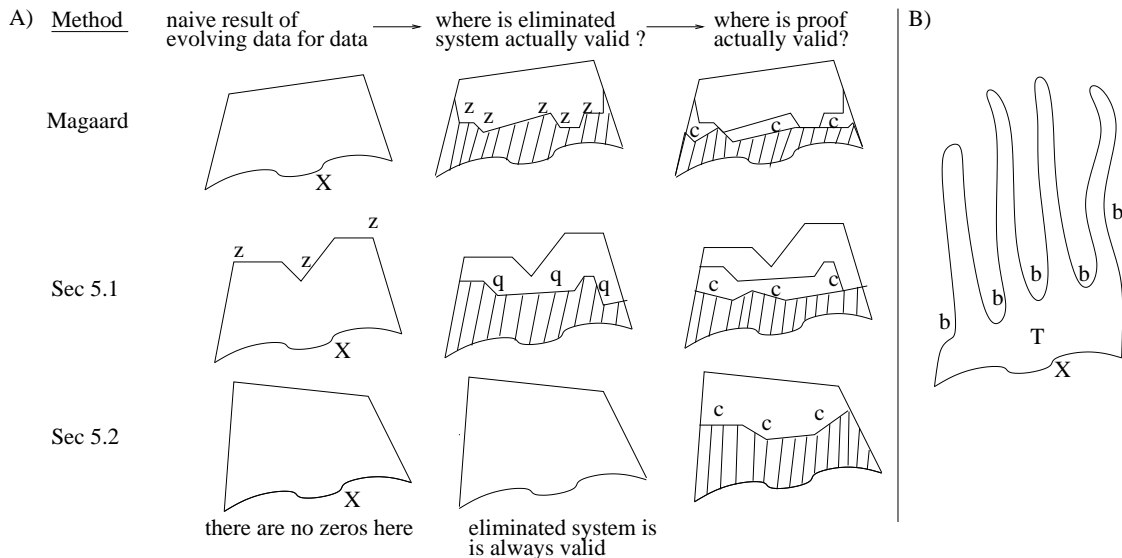 A) Method naive result of evolving data for data where is eliminated system actually valid ? where is proof actually valid? B)
Magaard
z z z z z
c c
X
z z z
Sec 5.1
q q q
c c c
X
b b b b b
T
X
Sec 5.2
c c c
X
there are no zeros here
eliminated system is
is always valid